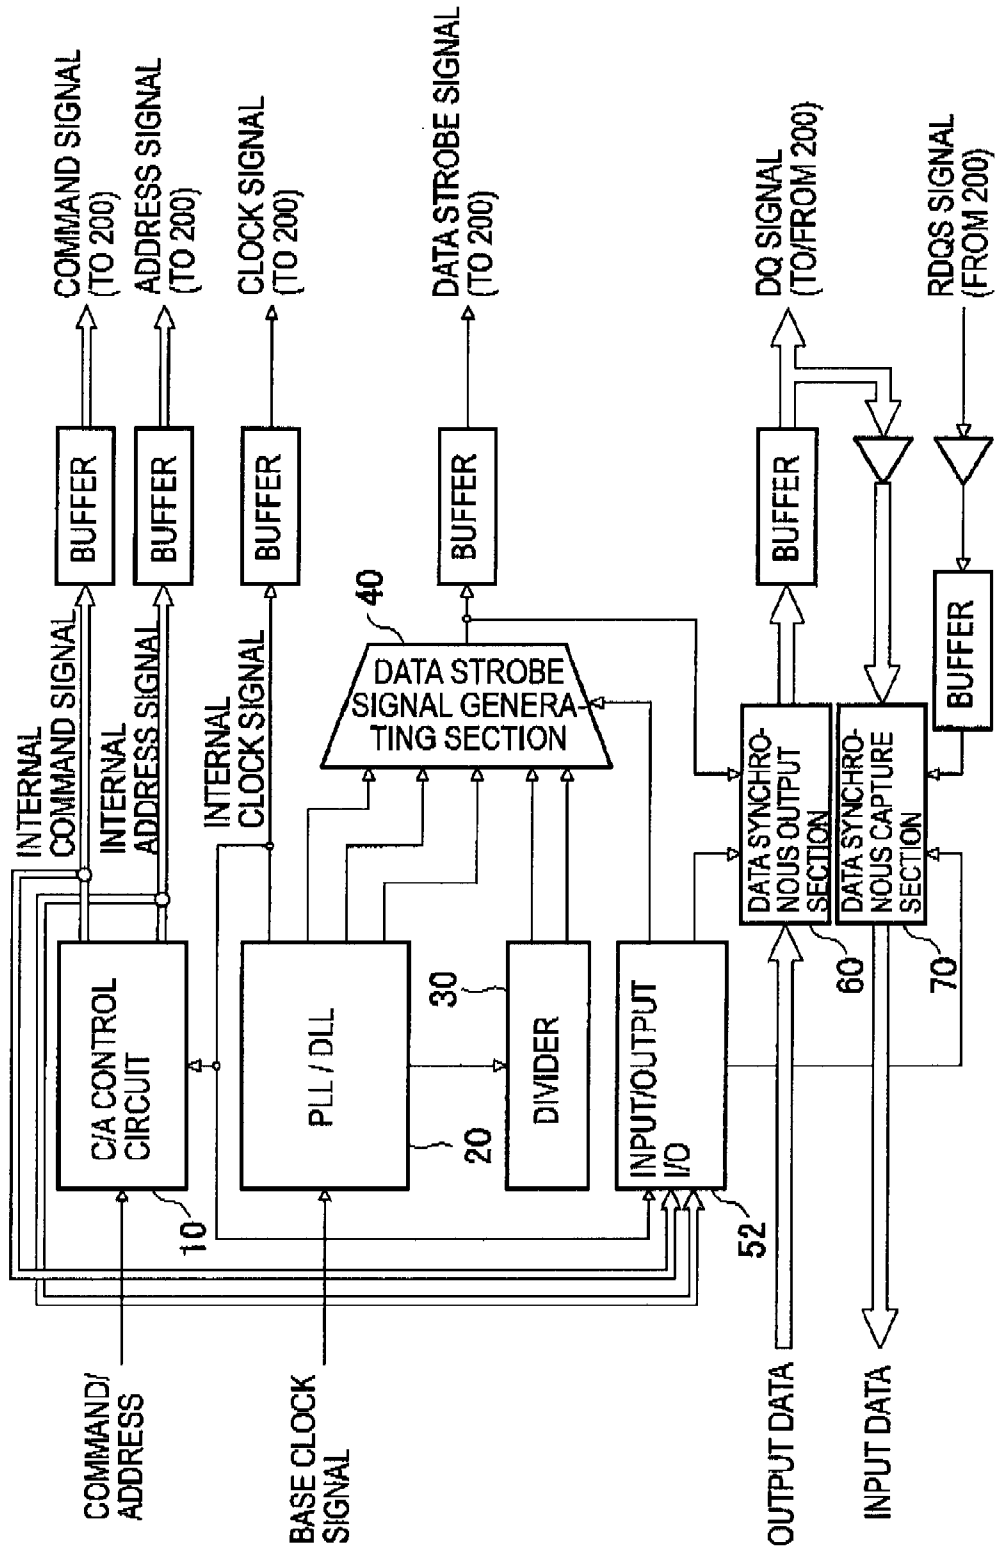 COMMAND SIGNAL
(TO 200)
ADDRESS SIGNAL
(TO 200)
CLOCK SIGNAL
(TO 200)
DATA STROBE SIGNAL
(TO 200)
DQ SIGNAL
(TO/FROM 200)
RDQS SIGNAL
(FROM 200)
BUFFER
BUFFER
BUFFER
BUFFER
BUFFER
BUFFER
INTERNAL
COMMAND SIGNAL
INTERNAL
ADDRESS SIGNAL
INTERNAL
CLOCK SIGNAL
40
DATA STROBE
SIGNAL GENERA-
TING SECTION
DATA SYNCHRO-
NOUS OUTPUT
SECTION
60
DATA SYNCHRO-
NOUS CAPTURE
SECTION
70
C/A CONTROL
CIRCUIT
10
PLL / DLL
20
DIVIDER
30
INPUT/OUTPUT
I/O
52
COMMAND/
ADDRESS
BASE CLOCK
SIGNAL
OUTPUT DATA
INPUT DATA